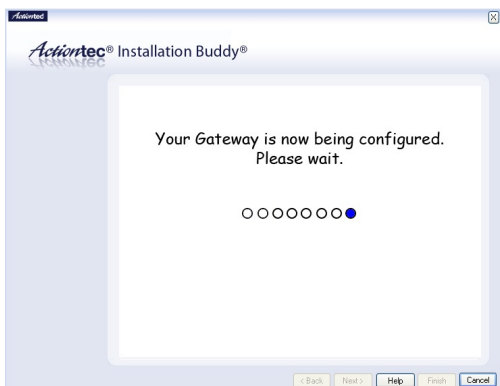 Actiontec
Actiontec® Installation Buddy®
Your Gateway is now being configured.
Please wait.
< Back Next > Help Finish Cancel